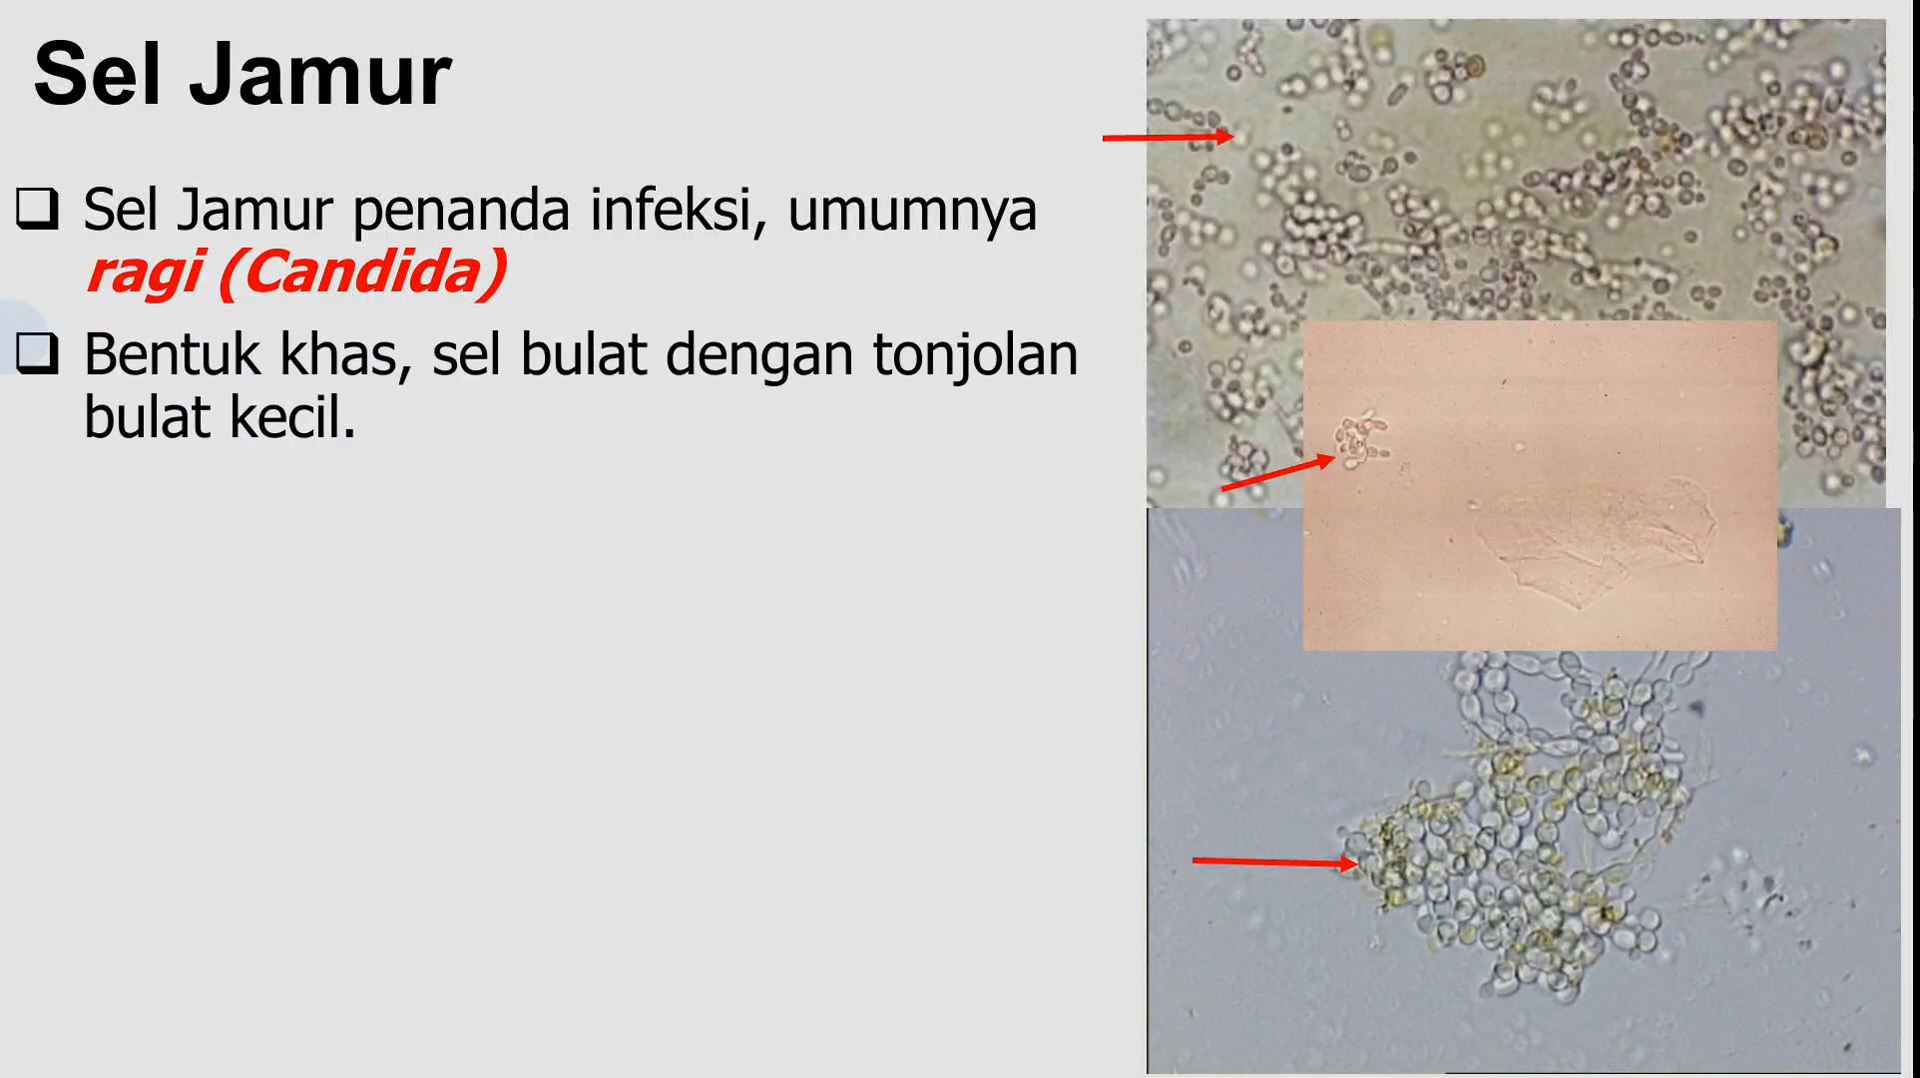 Sel Jamur
Sel Jamur penanda infeksi, umumnya
ragi (Candida)
Bentuk khas, sel bulat dengan tonjolan
bulat kecil.